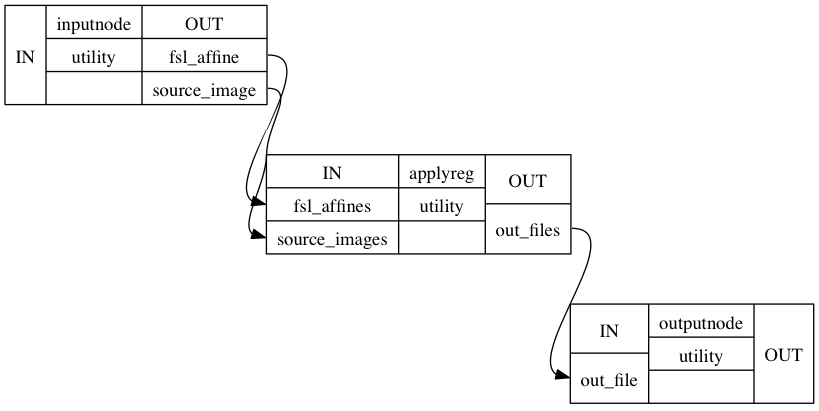 IN
inputnode
utility
OUT
fsl_affine
source_image
IN
fsl_affines
source_images
applyreg
utility
OUT
out_files
IN
out_file
outputnode
utility
OUT